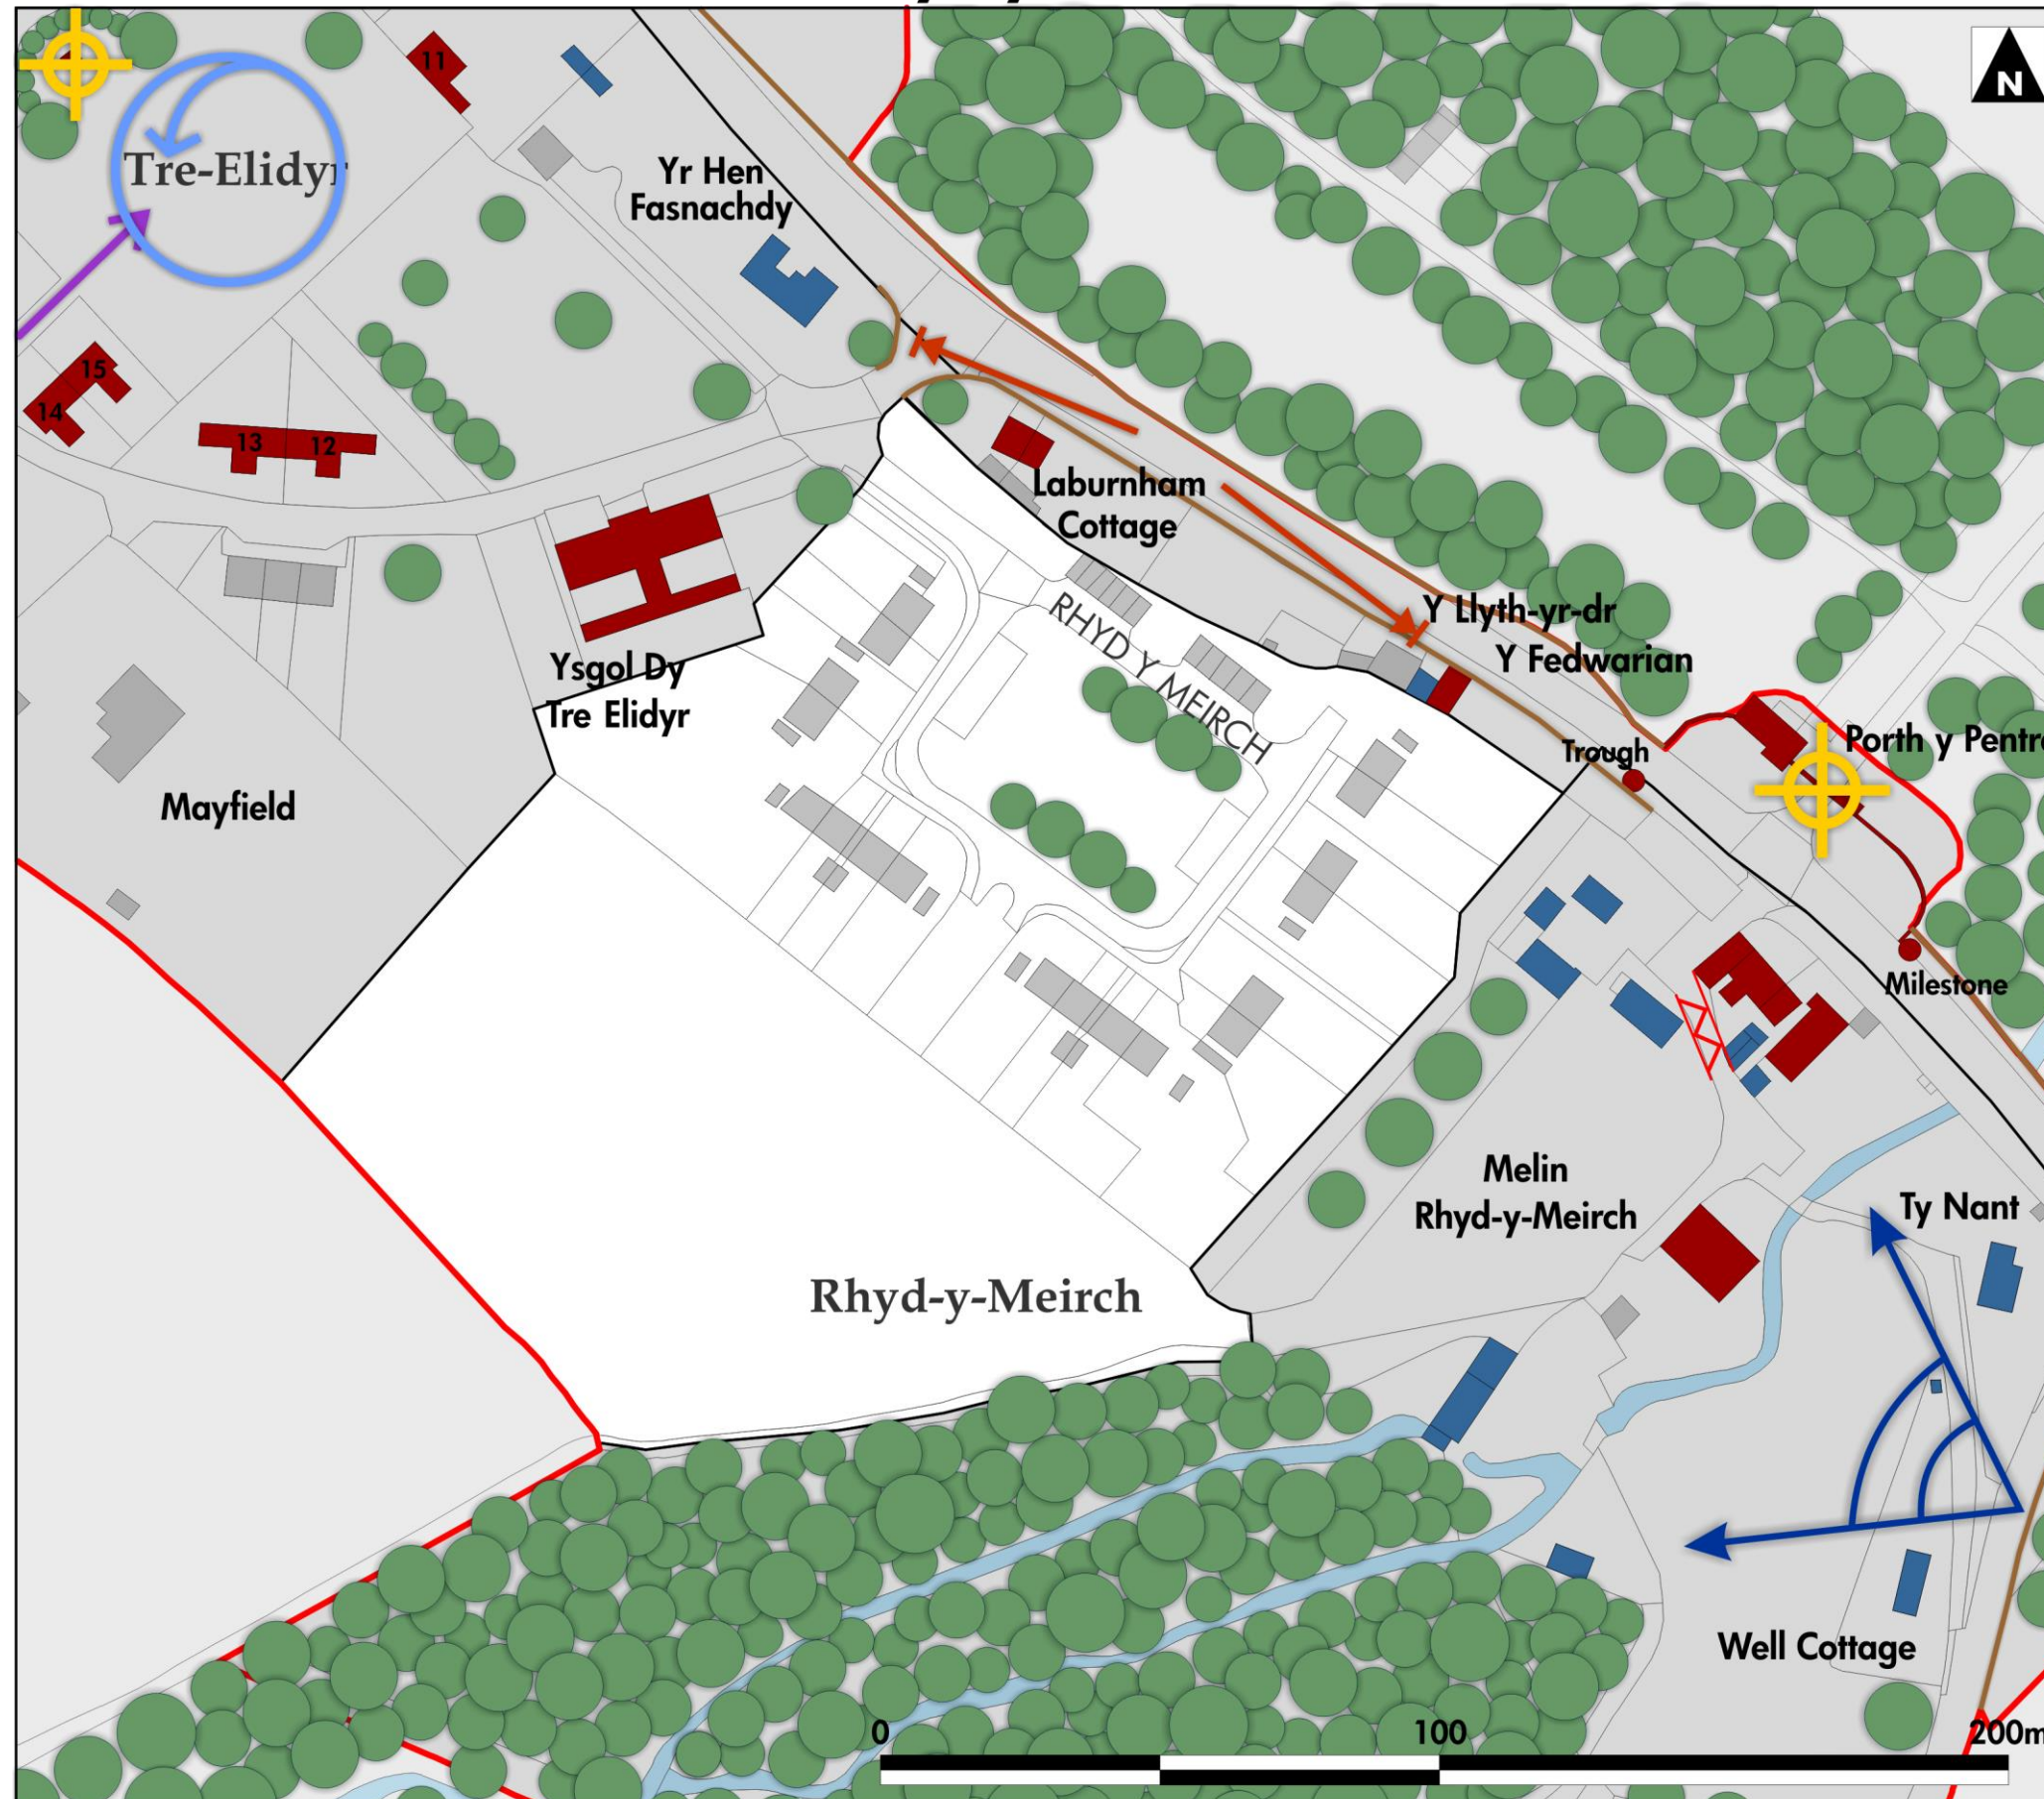 N
11
Tre-Elidyr
Yr Hen
Fasnachdy
15
14
13
12
Laburnham
Cottage
RHYD Y MEIRCH
Y Llyth-yr-dr
Y Fedwarian
Ysgol Dy
Tre Elidyr
Trough
Porth y Pentre
Mayfield
Milestone
Melin
Rhyd-y-Meirch
Ty Nant
Rhyd-y-Meirch
Well Cottage
0
100
200m